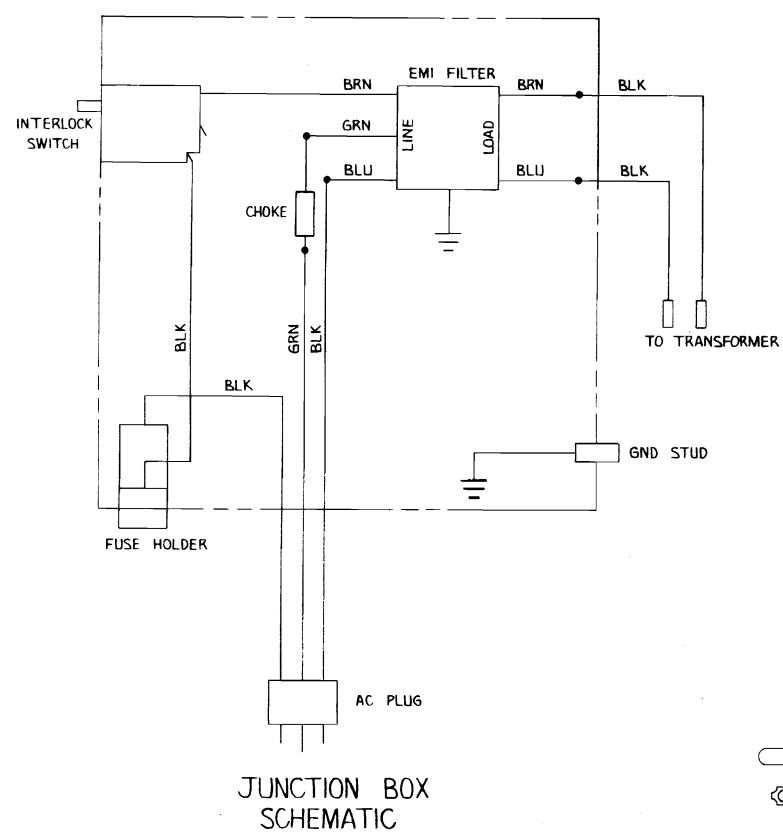 EMI FILTER
BRN
BRN
BLK
INTERLOCK
SWITCH
GRN
LINE
LOAD
BLU
BLU
BLK
CHOKE
BLK
GRN
BLK
TO TRANSFORMER
BLK
GND STUD
FUSE HOLDER
AC PLUG
JUNCTION BOX
SCHEMATIC